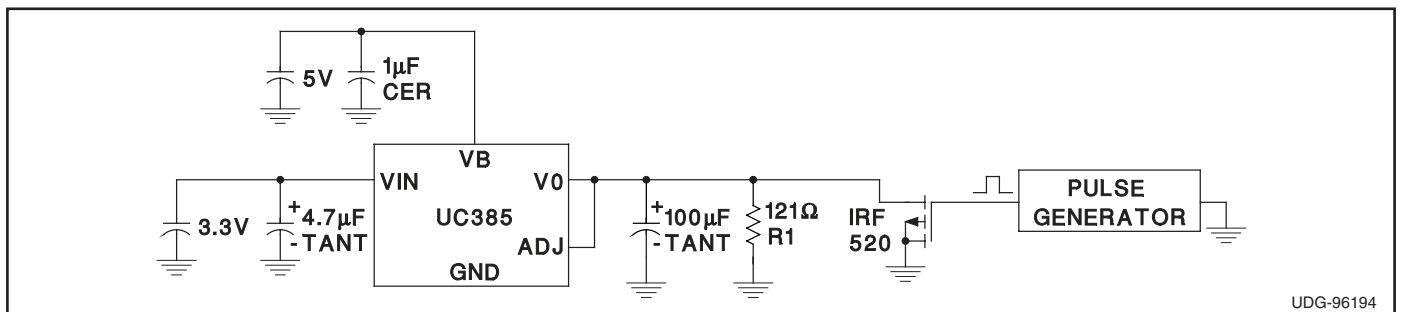 5V
1µF
CER
VB
VIN
V0
3.3V
+
4.7µF
-TANT
UC385
ADJ
GND
+
100µF
-TANT
121Ω
R1
IRF
520
PULSE
GENERATOR
UDG-96194